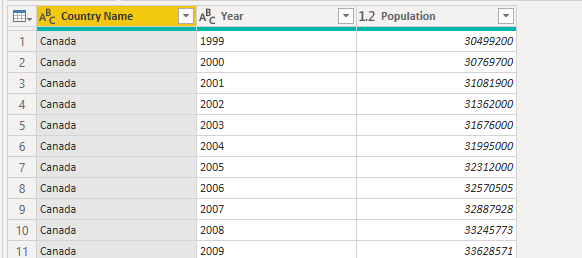 ABC Country Name ABC Year 1.2 Population
1 Canada 1999 30499200
2 Canada 2000 30769700
3 Canada 2001 31081900
4 Canada 2002 31362000
5 Canada 2003 31676000
6 Canada 2004 31995000
7 Canada 2005 32312000
8 Canada 2006 32570505
9 Canada 2007 32887928
10 Canada 2008 33245773
11 Canada 2009 33628571